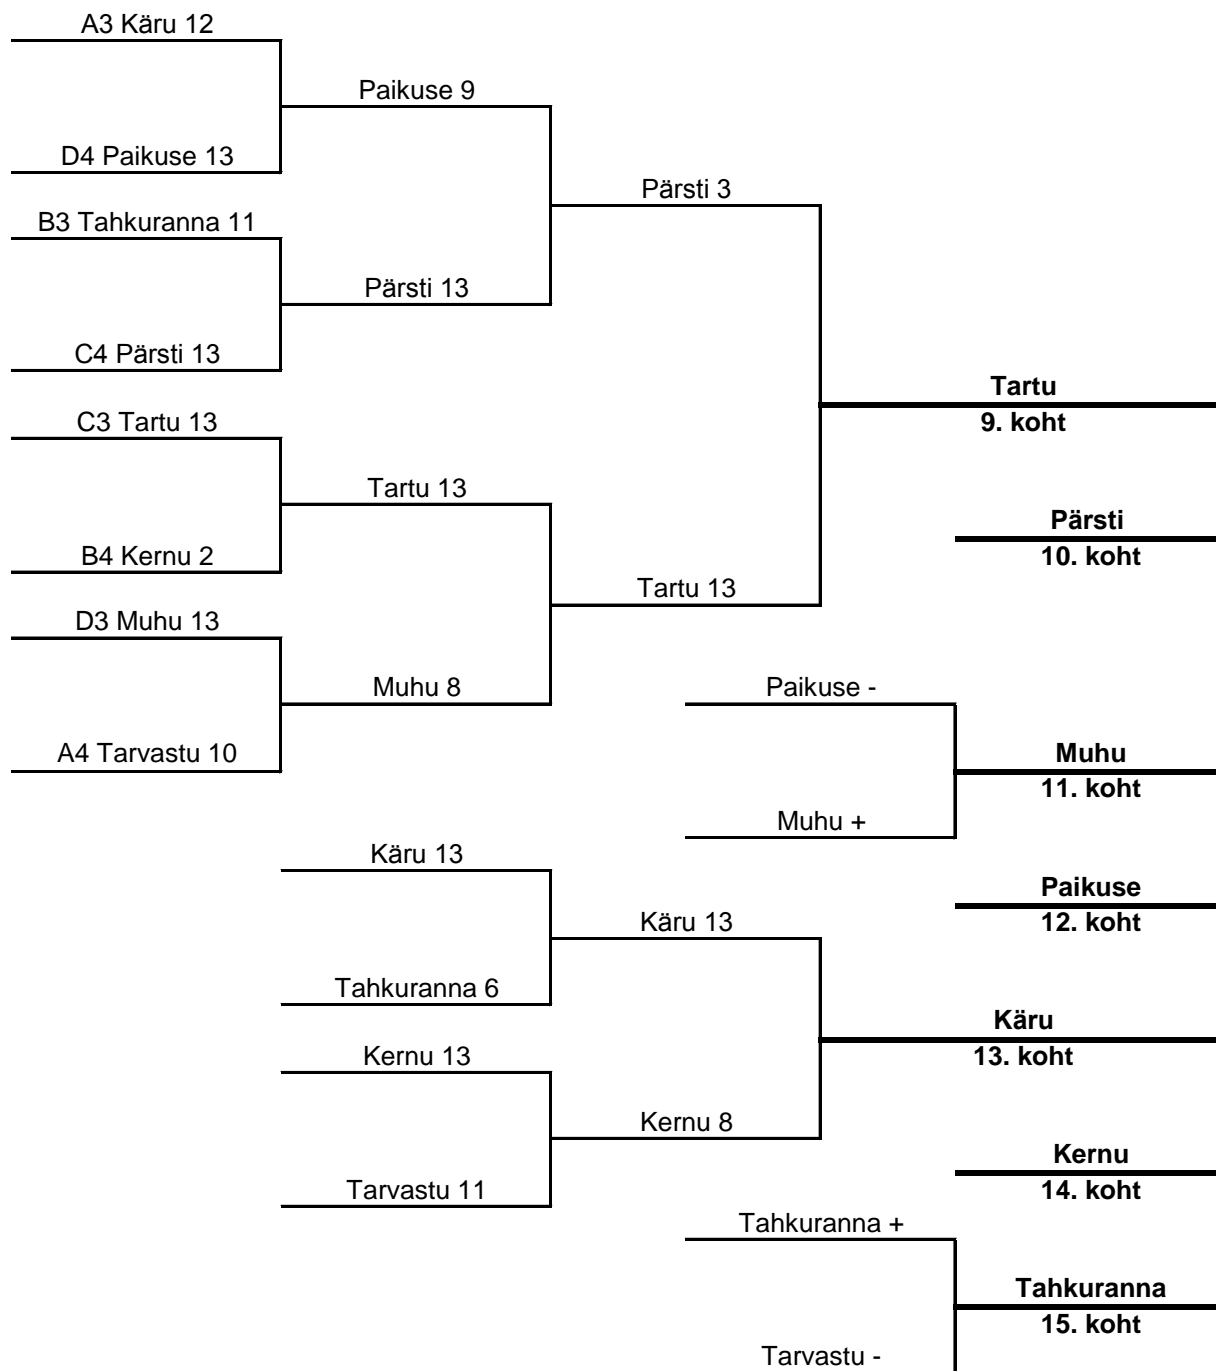 A3 Käru 12
Paikuse 9
D4 Paikuse 13
Pärsti 3
B3 Tahkuranna 11
Pärsti 13
C4 Pärsti 13
Tartu
9. koht
C3 Tartu 13
Tartu 13
Pärsti
10. koht
B4 Kernu 2
Tartu 13
D3 Muhu 13
Muhu 8
Paikuse -
A4 Tarvastu 10
Muhu
11. koht
Muhu +
Käru 13
Paikuse
12. koht
Käru 13
Tahkuranna 6
Käru
13. koht
Kernu 13
Kernu 8
Kernu
14. koht
Tarvastu 11
Tahkuranna +
Tahkuranna
15. koht
Tarvastu -